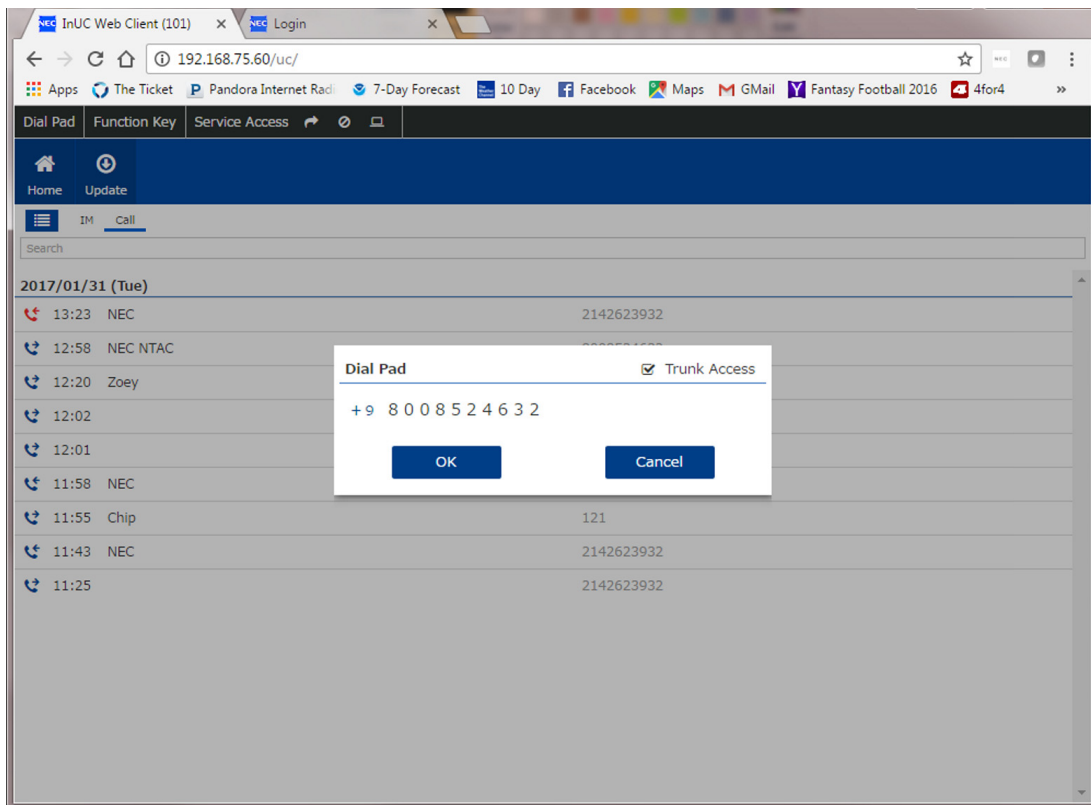 NEC InUC Web Client (101) NEC Login
192.168.75.60/uc/ NEC
Apps The Ticket P Pandora Internet Radi 7-Day Forecast 10 Day f Facebook Maps M GMail Y Fantasy Football 2016 4 4for4 »
Dial Pad Function Key Service Access
Home Update
IM Call
Search
2017/01/31 (Tue)
13:23 NEC 2142623932
12:58 NEC NTAC
12:20 Zoey
12:02
12:01
11:58 NEC
11:55 Chip 121
11:43 NEC 2142623932
11:25 2142623932
Dial Pad Trunk Access
+9 8008524632
OK Cancel